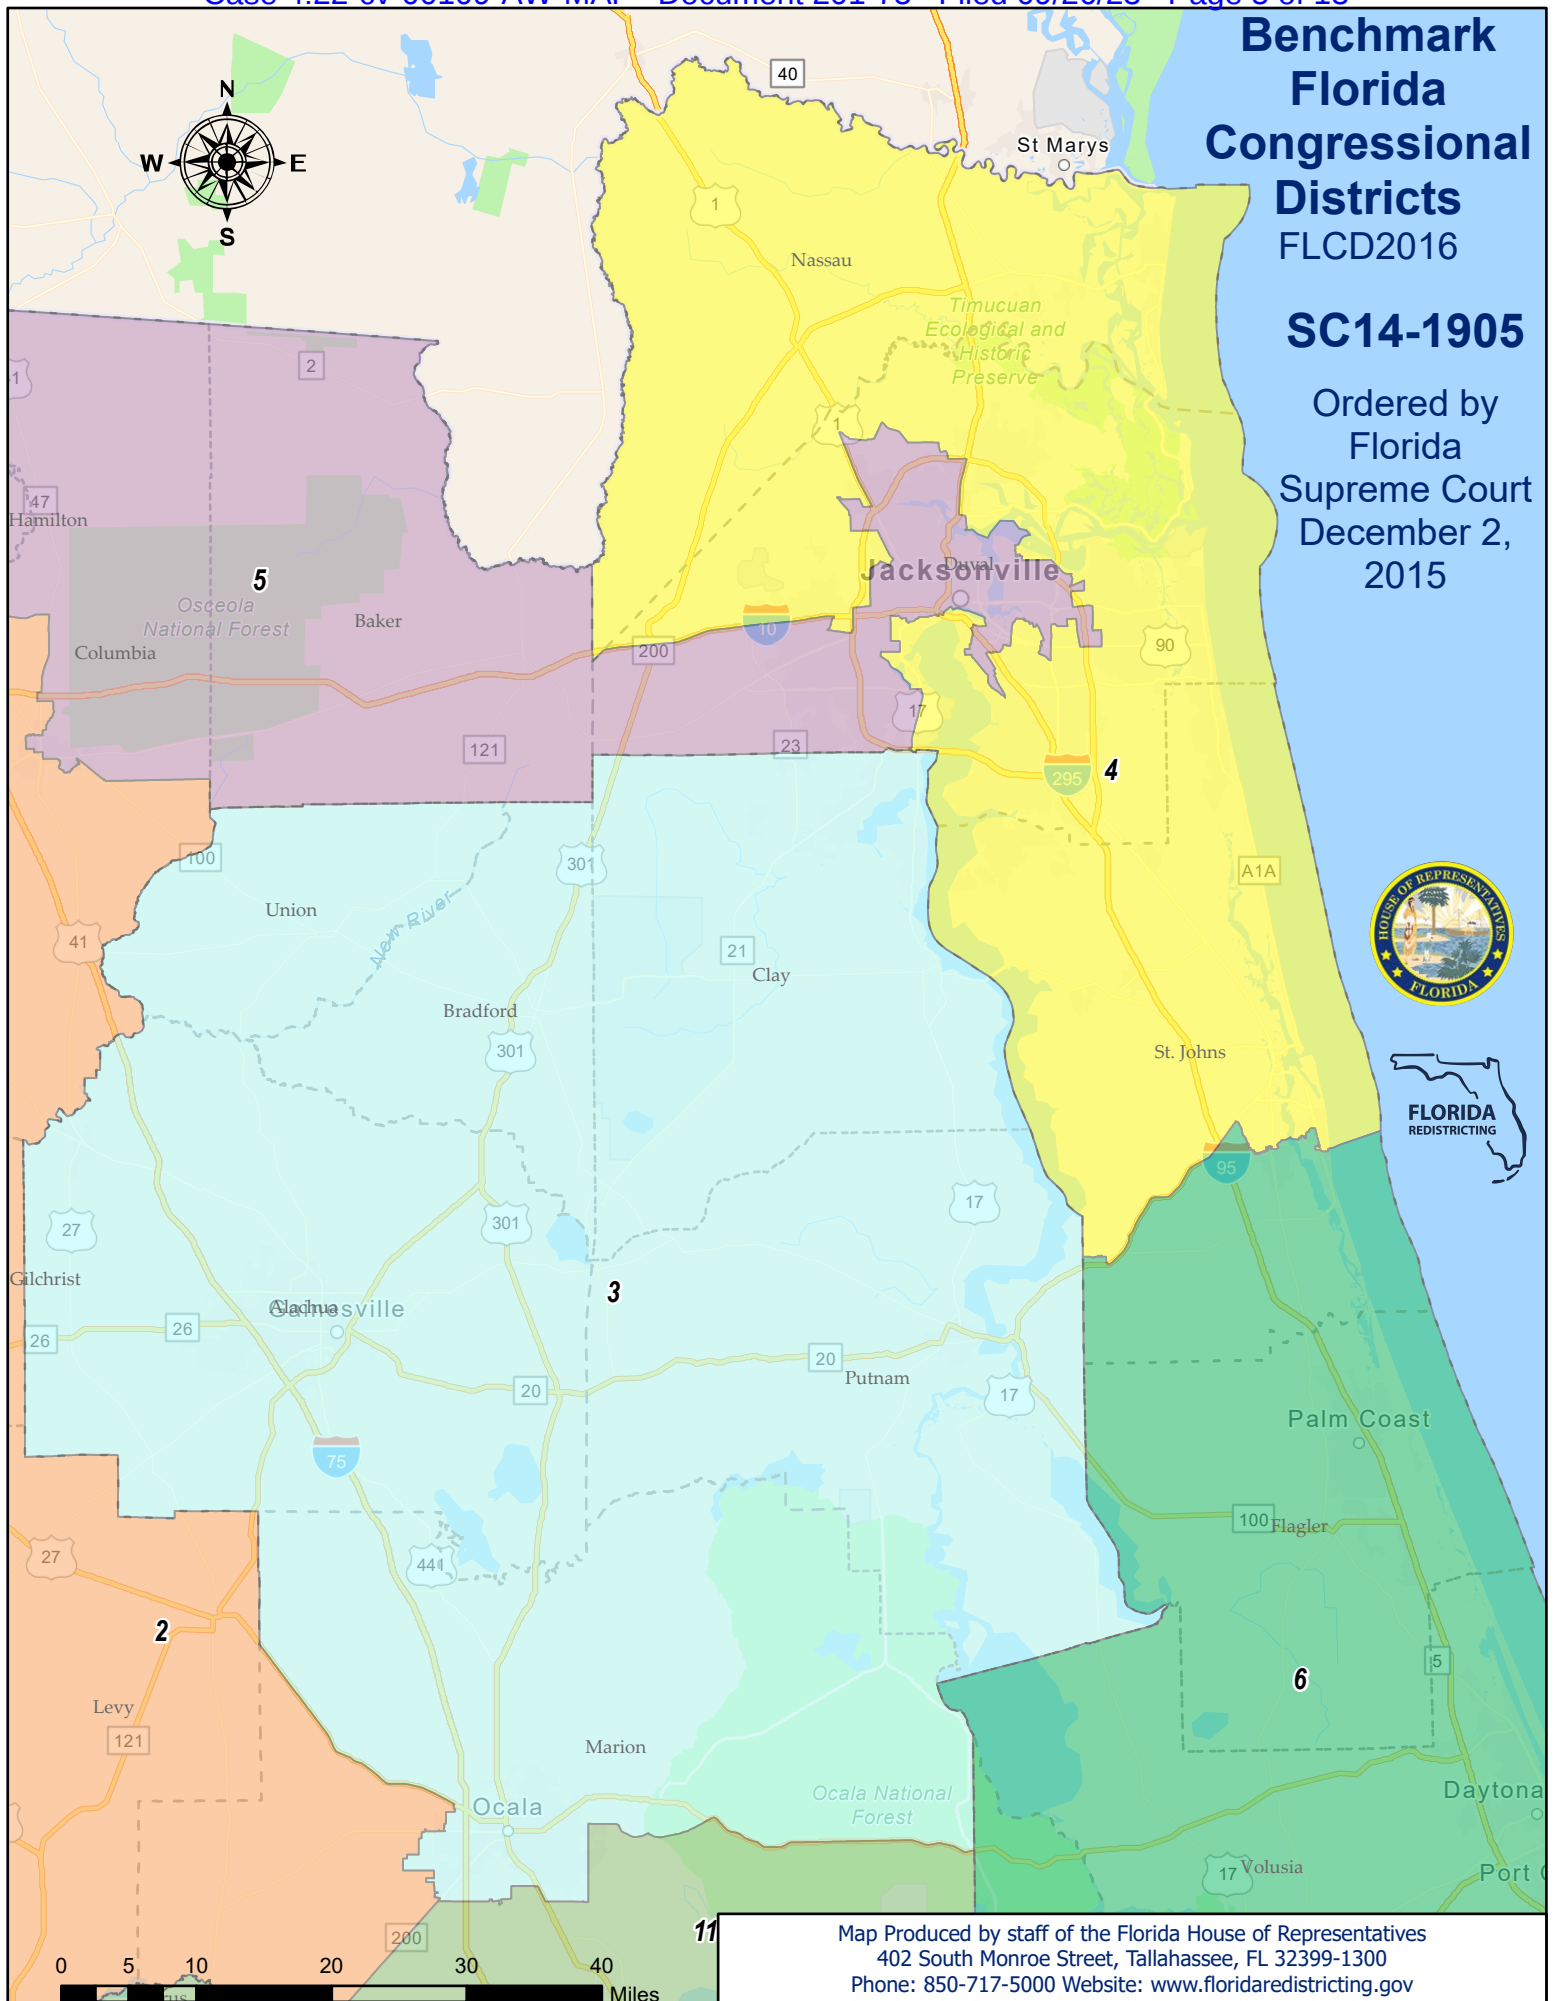 Benchmark
Florida
Congressional
Districts
FLCD2016
SC14-1905
Ordered by
Florida
Supreme Court
December 2,
2015
N
W
E
S
40
St Marys
1
Nassau
Timucuan
Ecological and
Historic
Preserve
2
1
47
Hamilton
5
Osceola
National Forest
Baker
Columbia
Jacksonville
Duval
10
200
90
17
23
121
295
4
100
301
A1A
HOUSE OF REPRESENTATIVES
FLORIDA
Union
New River
41
21
Clay
Bradford
301
St. Johns
FLORIDA
REDISTRICTING
95
27
301
17
Gilchrist
3
Alachua
Gainesville
26
26
20
20
Putnam
17
Palm Coast
75
100
Flagler
27
441
2
5
6
Levy
121
Marion
Ocala National
Forest
Ocala
Daytona
17
Volusia
Port
11
200
0 5 10 20 30 40
Miles
Map Produced by staff of the Florida House of Representatives
402 South Monroe Street, Tallahassee, FL 32399-1300
Phone: 850-717-5000 Website: www.floridaredistricting.gov